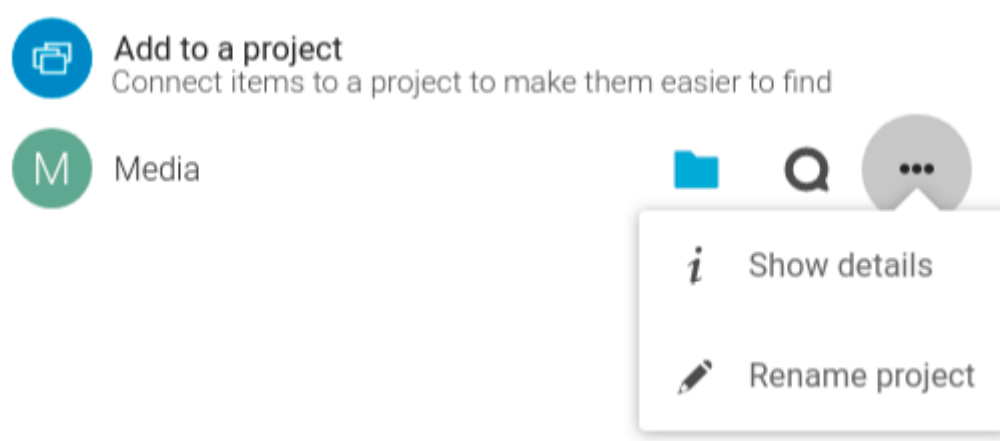 Add to a project
Connect items to a project to make them easier to find
M Media
Show details
Rename project